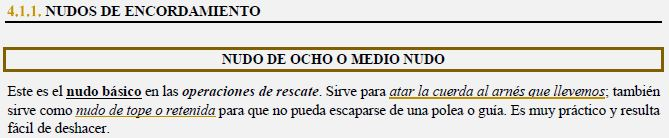 4.1.1. NUDOS DE ENCORDAMIENTO
NUDO DE OCHO O MEDIO NUDO
Este es el nudo básico en las operaciones de rescate. Sirve para atar la cuerda al arnés que llevemos; también
sirve como nudo de tope o retenida para que no pueda escaparse de una polea o guía. Es muy práctico y resulta
fácil de deshacer.